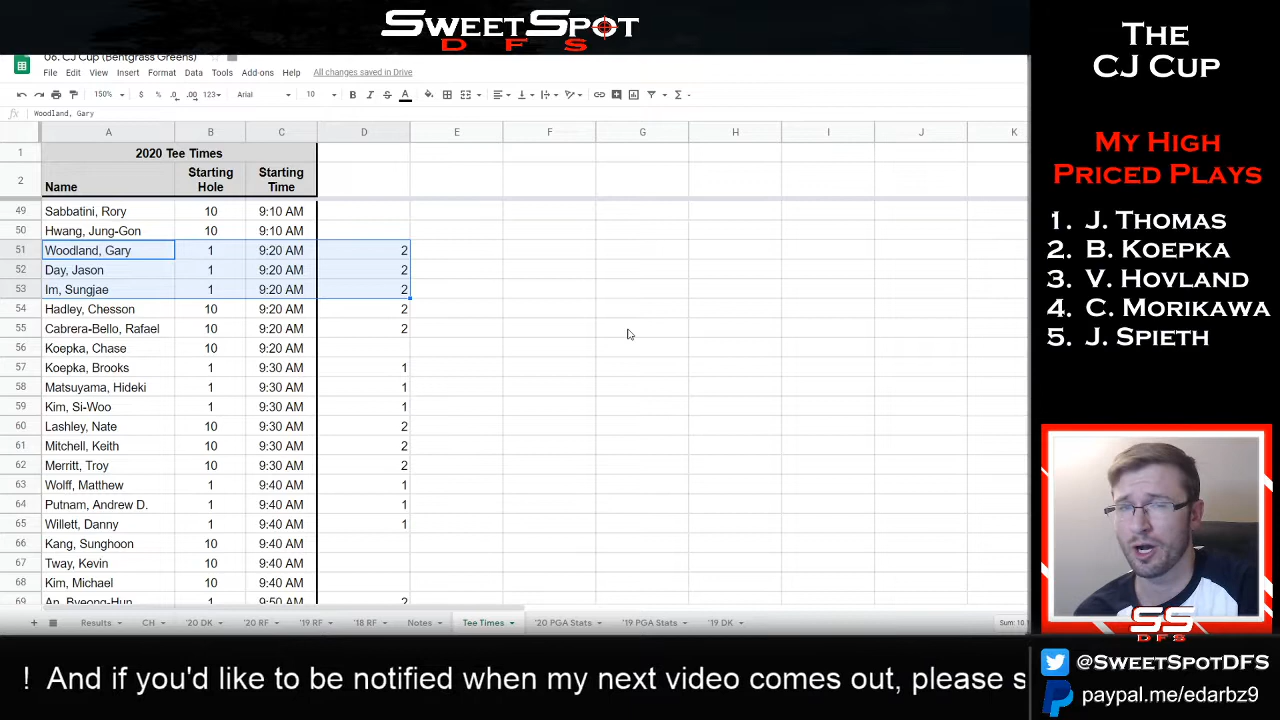 SweetSpot
DFS
06. CJ Cup (Bentgrass Greens)
File Edit View Insert Format Data Tools Add-ons Help All changes saved in Drive
150% $ % .0 .00 123 Arial 10 B I S A
fx Woodland, Gary
A B C D E F G H I J K
1 2020 Tee Times
2 Name Starting Hole Starting Time
49 Sabbatini, Rory 10 9:10 AM
50 Hwang, Jung-Gon 10 9:10 AM
51 Woodland, Gary 1 9:20 AM 2
52 Day, Jason 1 9:20 AM 2
53 Im, Sungjae 1 9:20 AM 2
54 Hadley, Chesson 10 9:20 AM 2
55 Cabrera-Bello, Rafael 10 9:20 AM 2
56 Koepka, Chase 10 9:20 AM
57 Koepka, Brooks 1 9:30 AM 1
58 Matsuyama, Hideki 1 9:30 AM 1
59 Kim, Si-Woo 1 9:30 AM 1
60 Lashley, Nate 10 9:30 AM 2
61 Mitchell, Keith 10 9:30 AM 2
62 Merritt, Troy 10 9:30 AM 2
63 Wolff, Matthew 1 9:40 AM 1
64 Putnam, Andrew D. 1 9:40 AM 1
65 Willett, Danny 1 9:40 AM 1
66 Kang, Sunghoon 10 9:40 AM
67 Tway, Kevin 10 9:40 AM
68 Kim, Michael 10 9:40 AM
69 An, Byeong-Hun 1 9:50 AM 2
Results CH '20 DK '20 RF '19 RF '18 RF Notes Tee Times '20 PGA Stats '19 PGA Stats '19 DK Sum: 10
The
CJ Cup
My High
Priced Plays
1. J. Thomas
2. B. Koepka
3. V. Hovland
4. C. Morikawa
5. J. Spieth
SS
DFS
@SweetSpotDFS
paypal.me/edarbz9
! And if you'd like to be notified when my next video comes out, please s